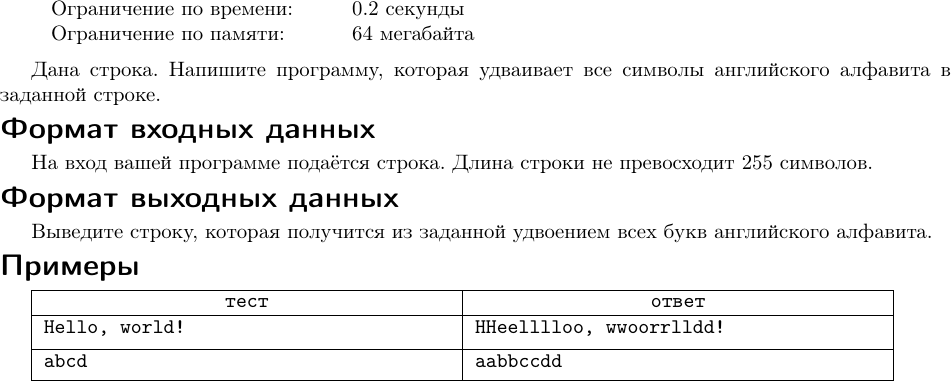 Ограничение по времени: 0.2 секунды
Ограничение по памяти: 64 мегабайта
Дана строка. Напишите программу, которая удваивает все символы английского алфавита в
заданной строке.
Формат входных данных
На вход вашей программе подаётся строка. Длина строки не превосходит 255 символов.
Формат выходных данных
Выведите строку, которая получится из заданной удвоением всех букв английского алфавита.
Примеры
тест ответ
Hello, world! HHeelllloo, wwoorrlldd!
abcd aabbccdd